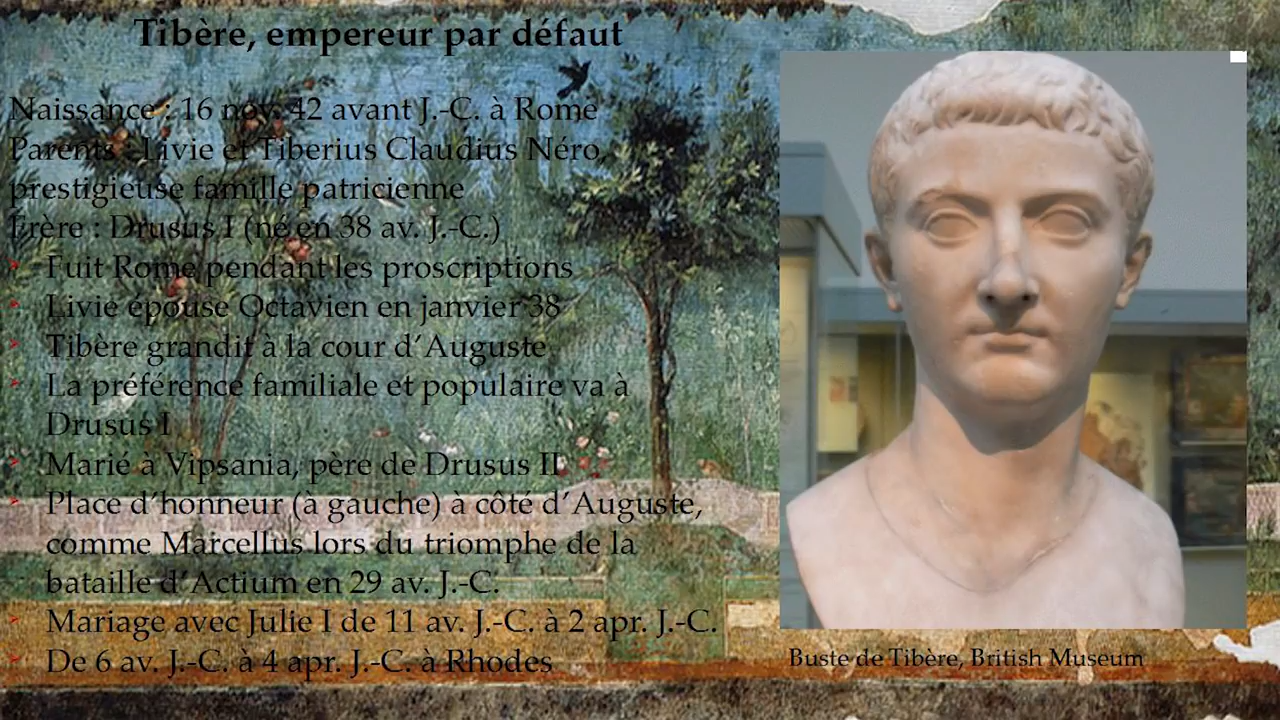 Tibère, empereur par défaut
Naissance : 16 nov. 42 avant J.-C. à Rome
Parents : Livie et Tiberius Claudius Néro,
prestigieuse famille patricienne
Frère : Drusus I (né en 38 av. J.-C.)
Fuit Rome pendant les proscriptions
Livie épouse Octavien en janvier 38
Tibère grandit à la cour d’Auguste
La préférence familiale et populaire va à
Drusus I
Marié à Vipsania, père de Drusus II
Place d’honneur (à gauche) à côté d’Auguste,
comme Marcellus lors du triomphe de la
bataille d’Actium en 29 av. J.-C.
Mariage avec Julie I de 11 av. J.-C. à 2 apr. J.-C.
De 6 av. J.-C. à 4 apr. J.-C. à Rhodes
Buste de Tibère, British Museum